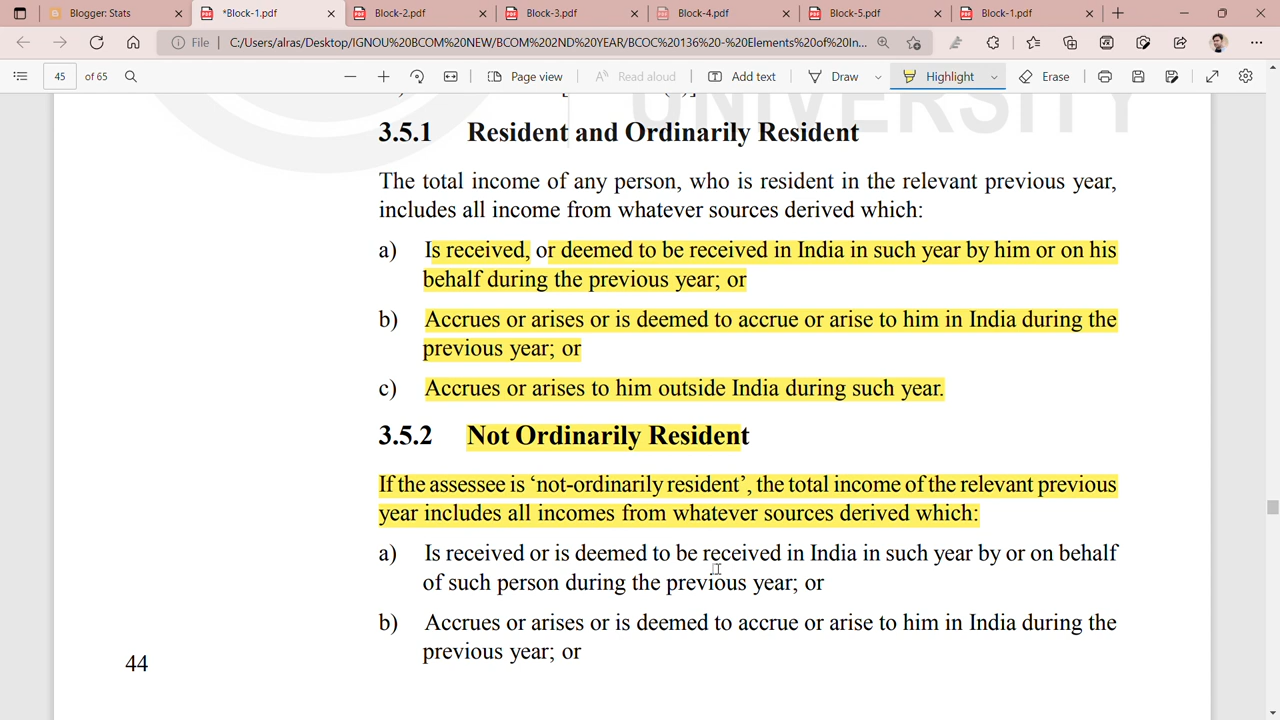 Blogger: Stats
*Block-1.pdf
Block-2.pdf
Block-3.pdf
Block-4.pdf
Block-5.pdf
Block-1.pdf
File
C:/Users/alras/Desktop/IGNOU%20BCOM%20NEW/BCOM%202ND%20YEAR/BCOC%20136%20-%20Elements%20of%20In...
45 of 65
Page view
Read aloud
Add text
Draw
Highlight
Erase
UNIVERSITY
3.5.1 Resident and Ordinarily Resident
The total income of any person, who is resident in the relevant previous year,
includes all income from whatever sources derived which:
a) Is received, or deemed to be received in India in such year by him or on his
behalf during the previous year; or
b) Accrues or arises or is deemed to accrue or arise to him in India during the
previous year; or
c) Accrues or arises to him outside India during such year.
3.5.2 Not Ordinarily Resident
If the assessee is ‘not-ordinarily resident’, the total income of the relevant previous
year includes all incomes from whatever sources derived which:
a) Is received or is deemed to be received in India in such year by or on behalf
of such person during the previous year; or
b) Accrues or arises or is deemed to accrue or arise to him in India during the
previous year; or
44